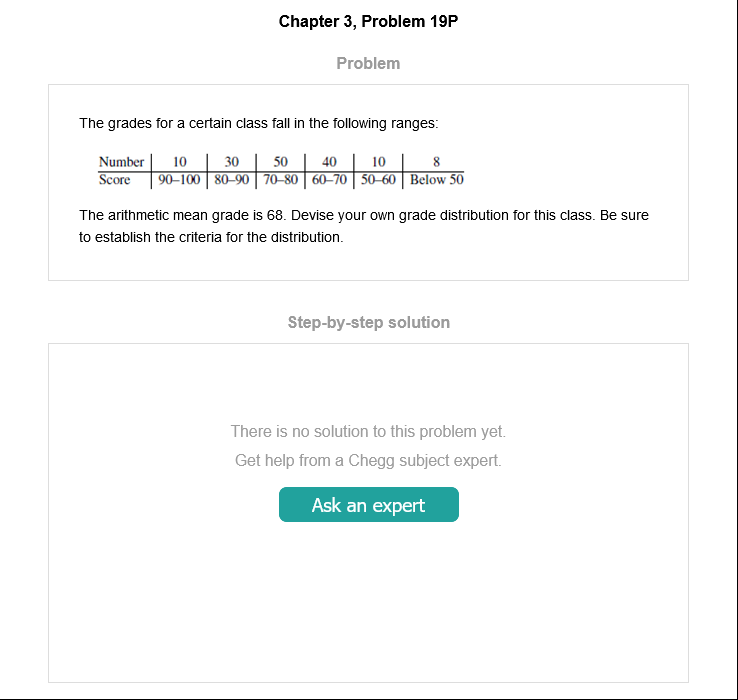 Chapter 3, Problem 19P
Problem
The grades for a certain class fall in the following ranges:
Number 10 30 50 40 10 8
Score 90–100 80–90 70–80 60–70 50–60 Below 50
The arithmetic mean grade is 68. Devise your own grade distribution for this class. Be sure
to establish the criteria for the distribution.
Step-by-step solution
There is no solution to this problem yet.
Get help from a Chegg subject expert.
Ask an expert